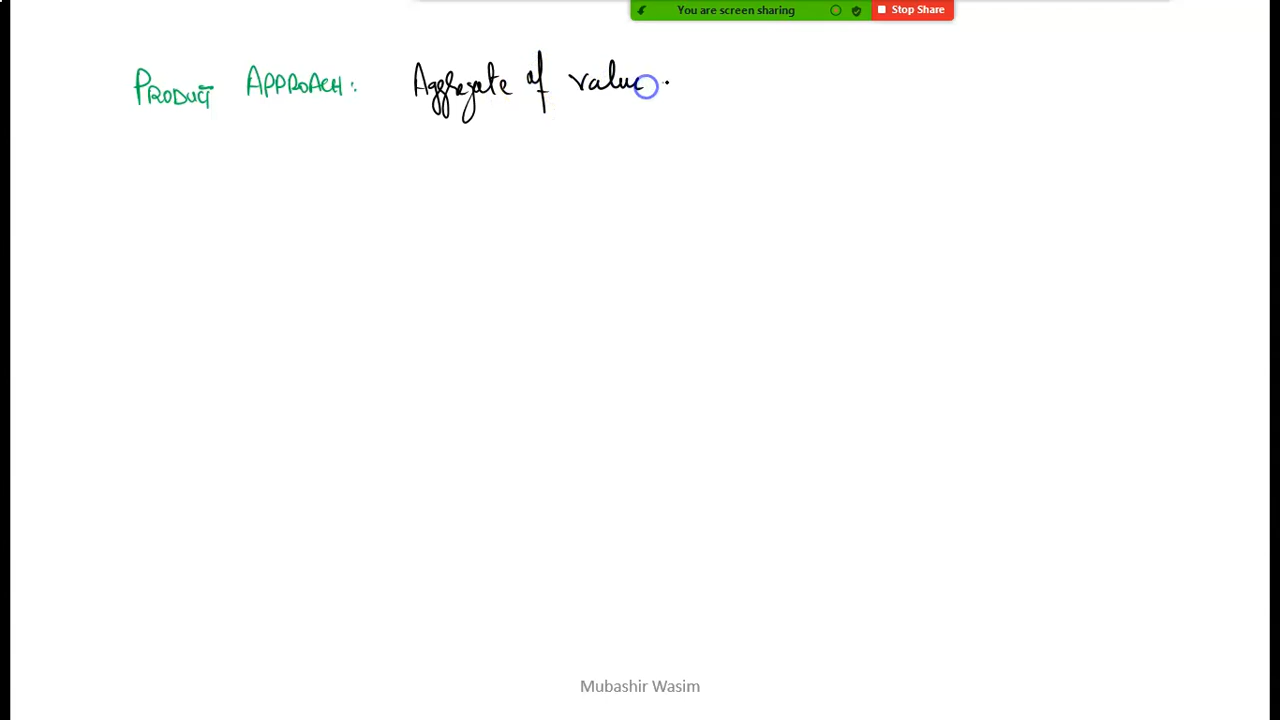 You are screen sharing Stop Share
PRODUCT APPROACH: Aggregate of value.
Mubashir Wasim